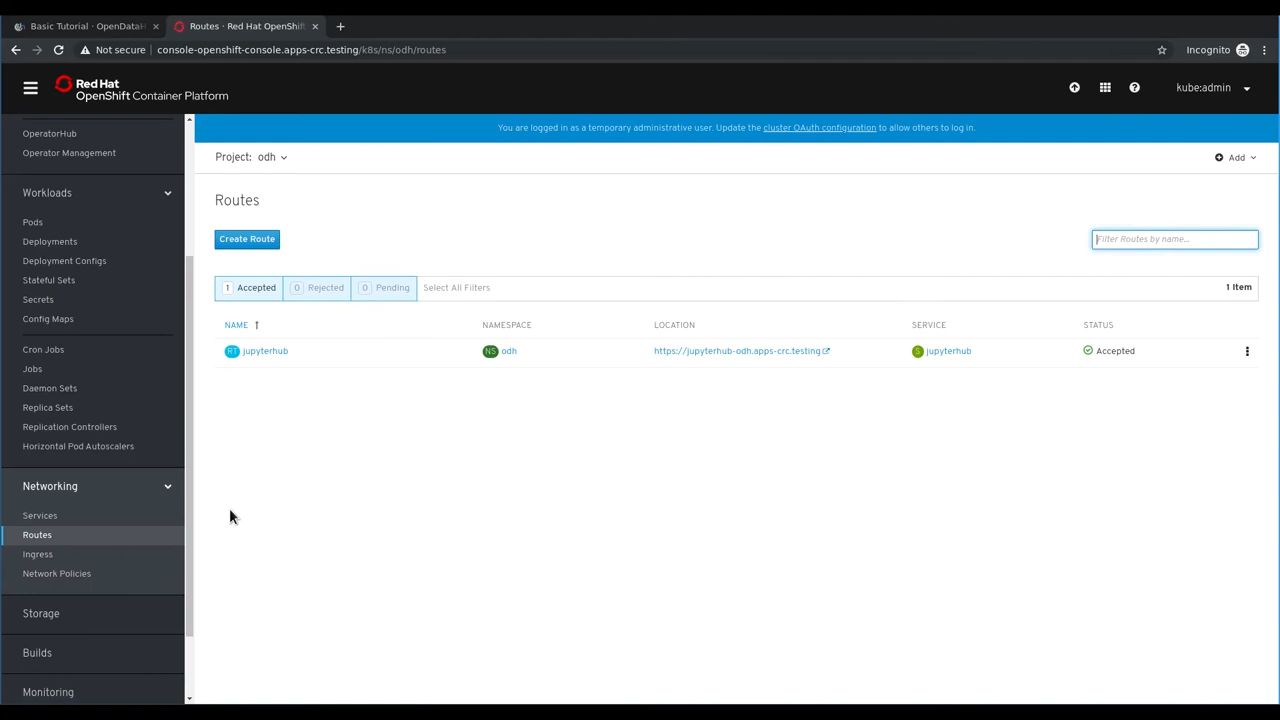 Basic Tutorial · OpenDataH
Routes · Red Hat OpenShift
Not secure
console-openshift-console.apps-crc.testing/k8s/ns/odh/routes
Incognito
Red Hat
OpenShift Container Platform
kube:admin
You are logged in as a temporary administrative user. Update the cluster OAuth configuration to allow others to log in.
OperatorHub
Operator Management
Workloads
Pods
Deployments
Deployment Configs
Stateful Sets
Secrets
Config Maps
Cron Jobs
Jobs
Daemon Sets
Replica Sets
Replication Controllers
Horizontal Pod Autoscalers
Networking
Services
Routes
Ingress
Network Policies
Storage
Builds
Monitoring
Project: odh
Add
Routes
Create Route
Filter Routes by name...
1 Accepted 0 Rejected 0 Pending Select All Filters 1 Item
NAME NAMESPACE LOCATION SERVICE STATUS
RT jupyterhub NS odh https://jupyterhub-odh.apps-crc.testing S jupyterhub Accepted